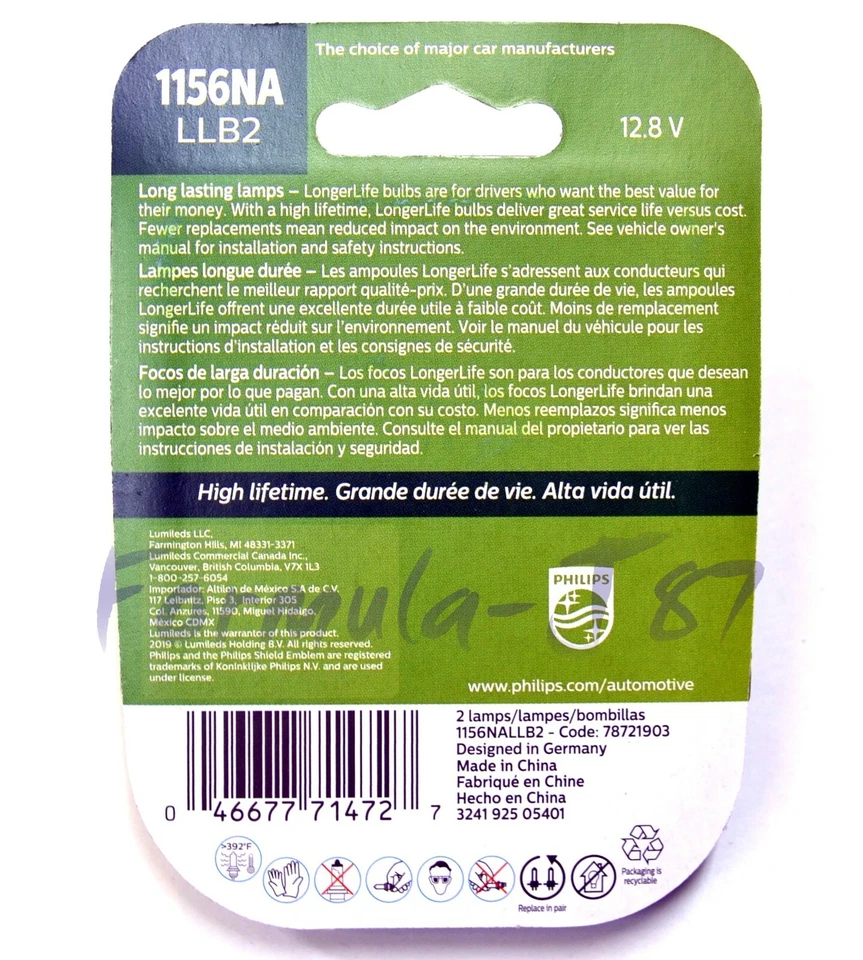 The choice of major car manufacturers
1156NA
LLB2
12.8 V
Long lasting lamps – LongerLife bulbs are for drivers who want the best value for
their money. With a high lifetime, LongerLife bulbs deliver great service life versus cost.
Fewer replacements mean reduced impact on the environment. See vehicle owner's
manual for installation and safety instructions.
Lampes longue durée – Les ampoules LongerLife s'adressent aux conducteurs qui
recherchent le meilleur rapport qualité-prix. D'une grande durée de vie, les ampoules
LongerLife offrent une excellente durée utile à faible coût. Moins de remplacement
signifie un impact réduit sur l'environnement. Voir le manuel du véhicule pour les
instructions d'installation et les consignes de sécurité.
Focos de larga duración – Los focos LongerLife son para los conductores que desean
lo mejor por lo que pagan. Con una alta vida útil, los focos LongerLife brindan una
excelente vida útil en comparación con su costo. Menos reemplazos significa menos
impacto sobre el medio ambiente. Consulte el manual del propietario para ver las
instrucciones de instalación y seguridad.
High lifetime. Grande durée de vie. Alta vida útil.
Lumileds LLC,
Farmington Hills, MI 48331-3371
Lumileds Commercial Canada Inc.,
Vancouver, British Columbia, V7X 1L3
1-800-257-6054
Importador: Altilon de México S.A de C.V.
117 Leibnitz, Piso 3, Interior 305
Col. Anzures, 11590, Miguel Hidalgo,
México CDMX
Lumileds is the warrantor of this product.
2019 © Lumileds Holding B.V. All rights reserved.
Philips and the Philips Shield Emblem are registered
trademarks of Koninklijke Philips N.V. and are used
under license.
PHILIPS
Formula-J 87
www.philips.com/automotive
2 lamps/lampes/bombillas
1156NALLB2 - Code: 78721903
Designed in Germany
Made in China
Fabriqué en Chine
Hecho en China
3241 925 05401
0 46677 71472 7
>392°F
Replace in pair
Packaging is
recyclable